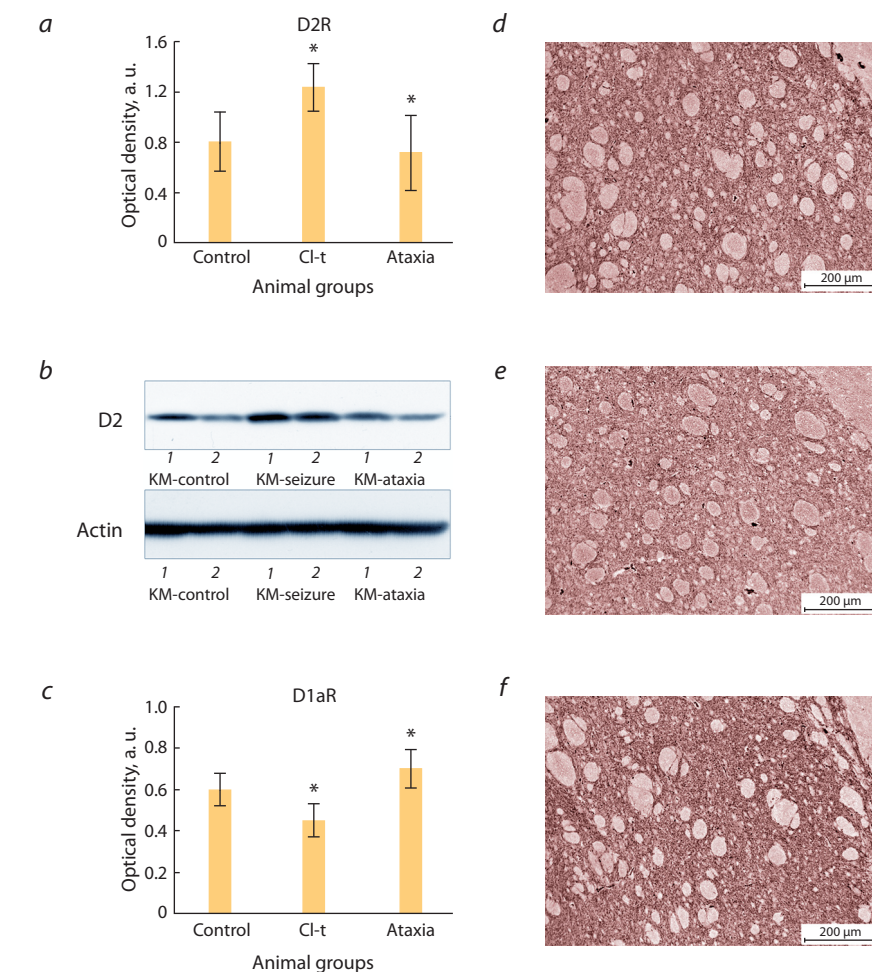 a
D2R
Optical density, a. u.
1.6
1.2
0.8
0.4
0
*
*
Control Cl-t Ataxia
Animal groups
b
D2
1 2 1 2 1 2
KM-control KM-seizure KM-ataxia
Actin
1 2 1 2 1 2
KM-control KM-seizure KM-ataxia
c
D1aR
Optical density, a. u.
1.0
0.8
0.6
0.4
0.2
0
*
*
Control Cl-t Ataxia
Animal groups
d
200 µm
e
200 µm
f
200 µm